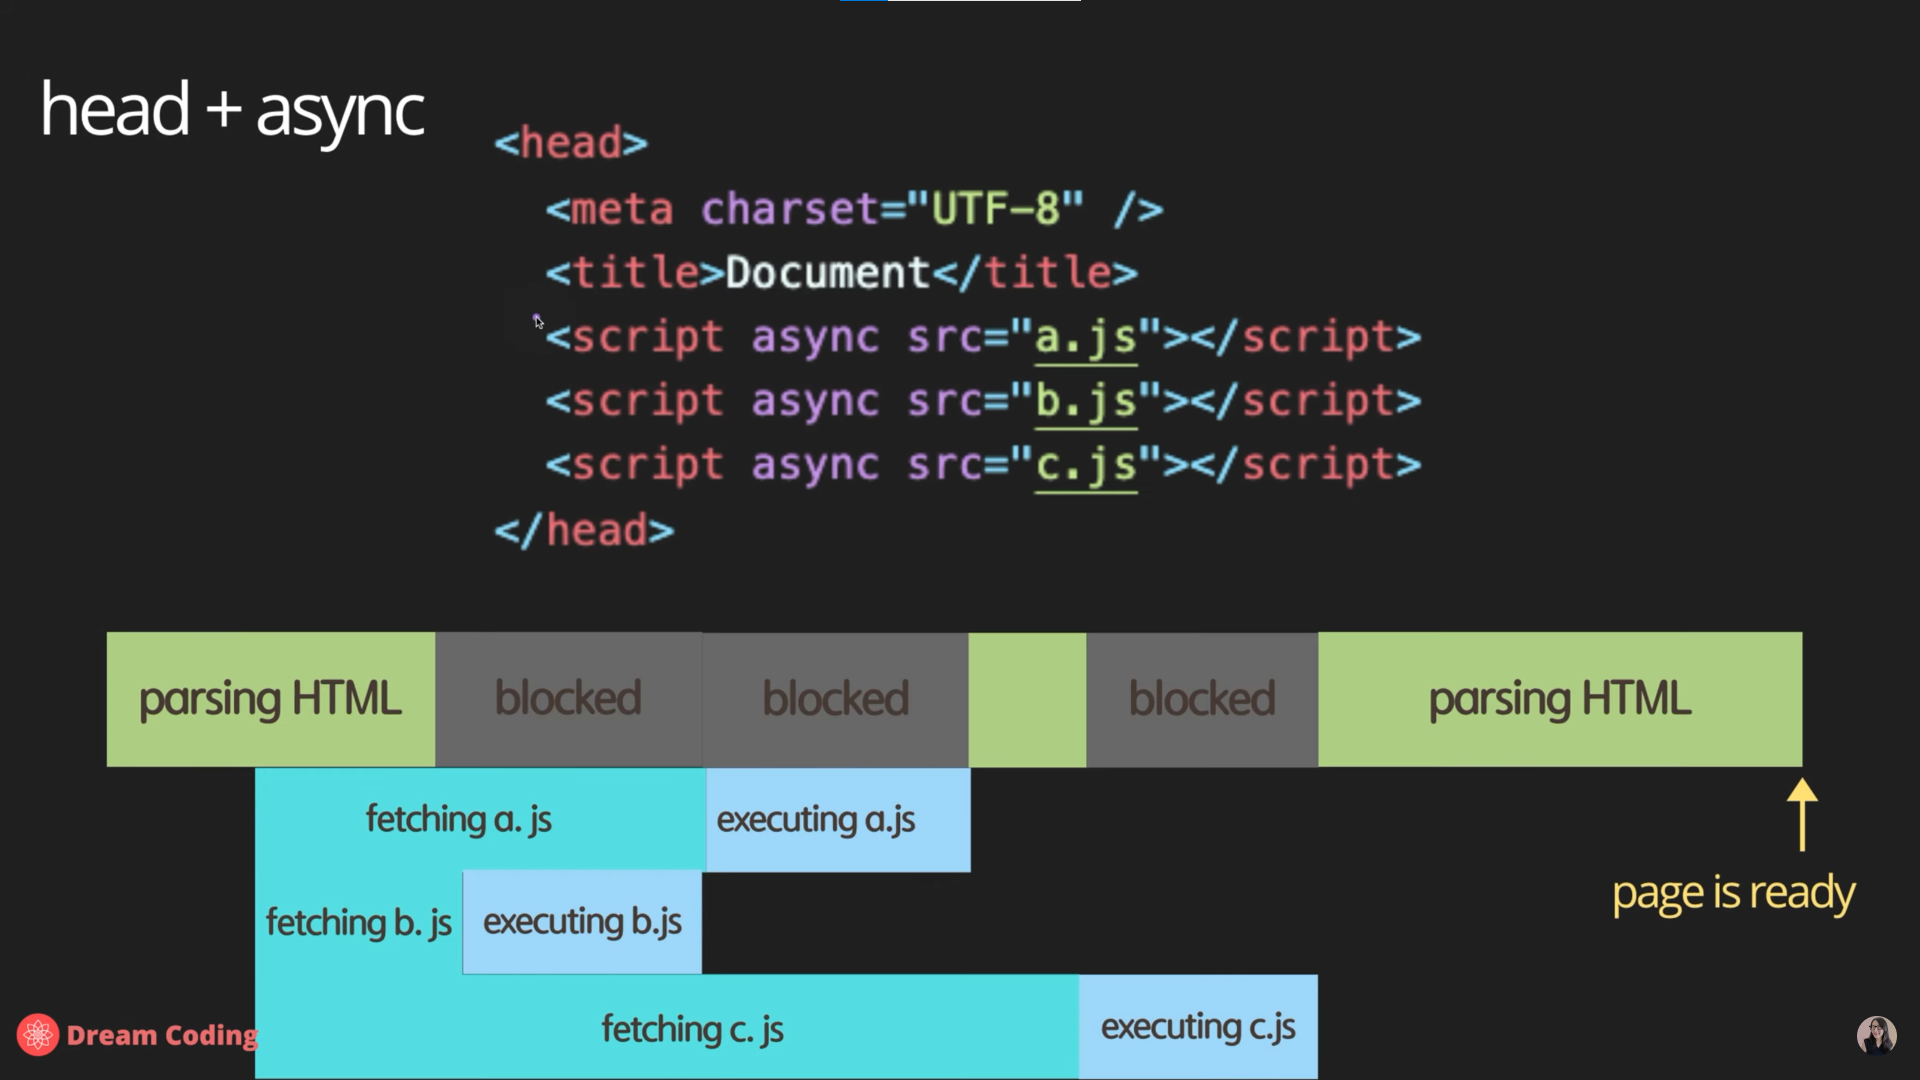 head + async
<head>
<meta charset="UTF-8" />
<title>Document</title>
<script async src="a.js"></script>
<script async src="b.js"></script>
<script async src="c.js"></script>
</head>
parsing HTML blocked blocked blocked parsing HTML
fetching a. js executing a.js
page is ready
fetching b. js executing b.js
fetching c. js executing c.js
Dream Coding